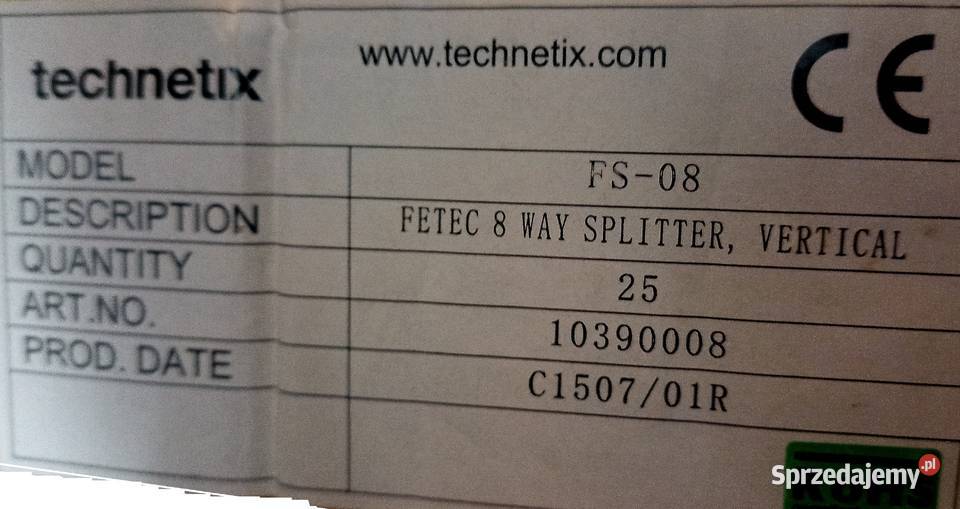 technetix
www.technetix.com
CE
MODEL FS-08
DESCRIPTION FETEC 8 WAY SPLITTER, VERTICAL
QUANTITY 25
ART.NO. 10390008
PROD. DATE C1507/01R
Sprzedajemy.pl
RoHS